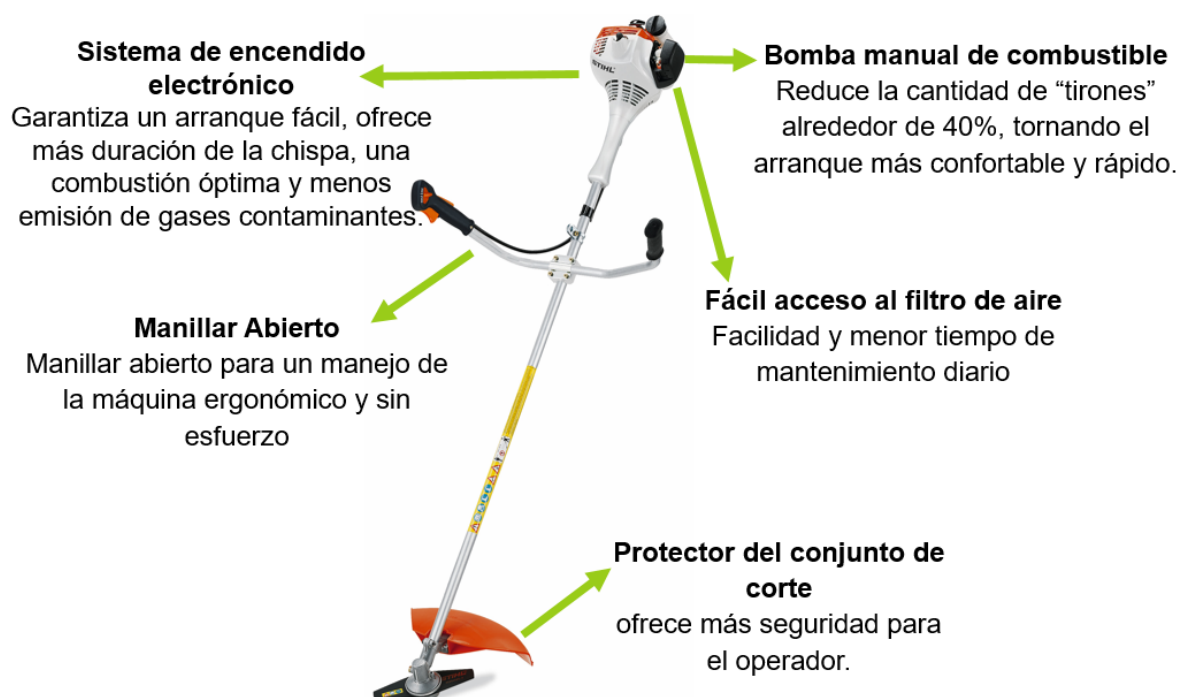 Sistema de encendido
electrónico
Garantiza un arranque fácil, ofrece
más duración de la chispa, una
combustión óptima y menos
emisión de gases contaminantes.
Bomba manual de combustible
Reduce la cantidad de “tirones”
alrededor de 40%, tornando el
arranque más confortable y rápido.
STIHL
Manillar Abierto
Manillar abierto para un manejo de
la máquina ergonómico y sin
esfuerzo
Fácil acceso al filtro de aire
Facilidad y menor tiempo de
mantenimiento diario
Protector del conjunto de
corte
ofrece más seguridad para
el operador.